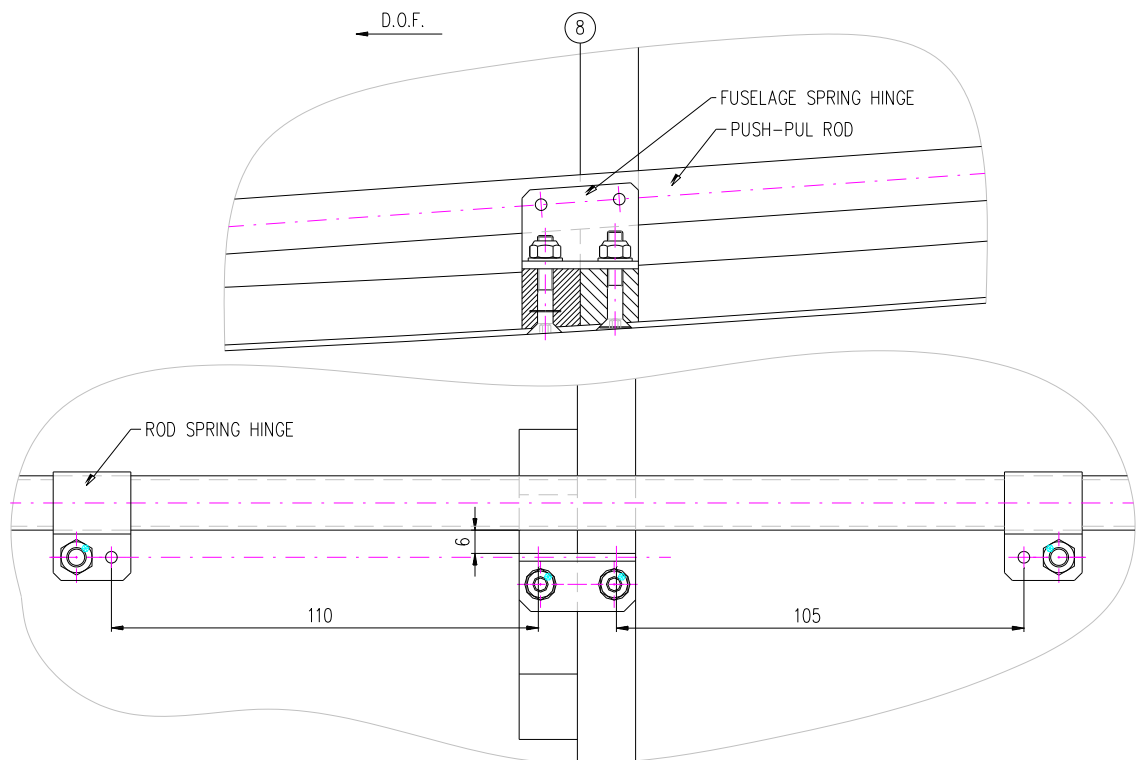 D.O.F.
8
FUSELAGE SPRING HINGE
PUSH-PUL ROD
ROD SPRING HINGE
6
110
105